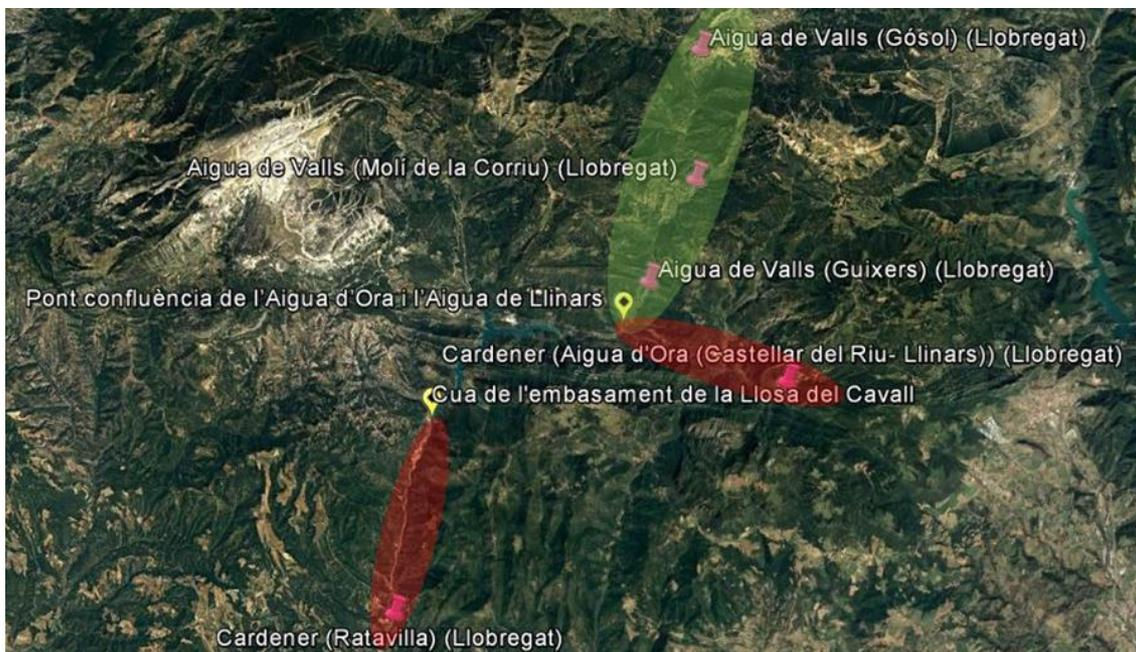 Aigua de Valls (Gósol) (Llobregat)
Aigua de Valls (Molí de la Corriu) (Llobregat)
Aigua de Valls (Guixers) (Llobregat)
Pont confluència de l'Aigua d'Ora i l'Aigua de Llinars
Cardener (Aigua d'Ora (Castellar del Riu- Llinars)) (Llobregat)
Cua de l'embasament de la Llosa del Cavall
Cardener (Ratavilla) (Llobregat)